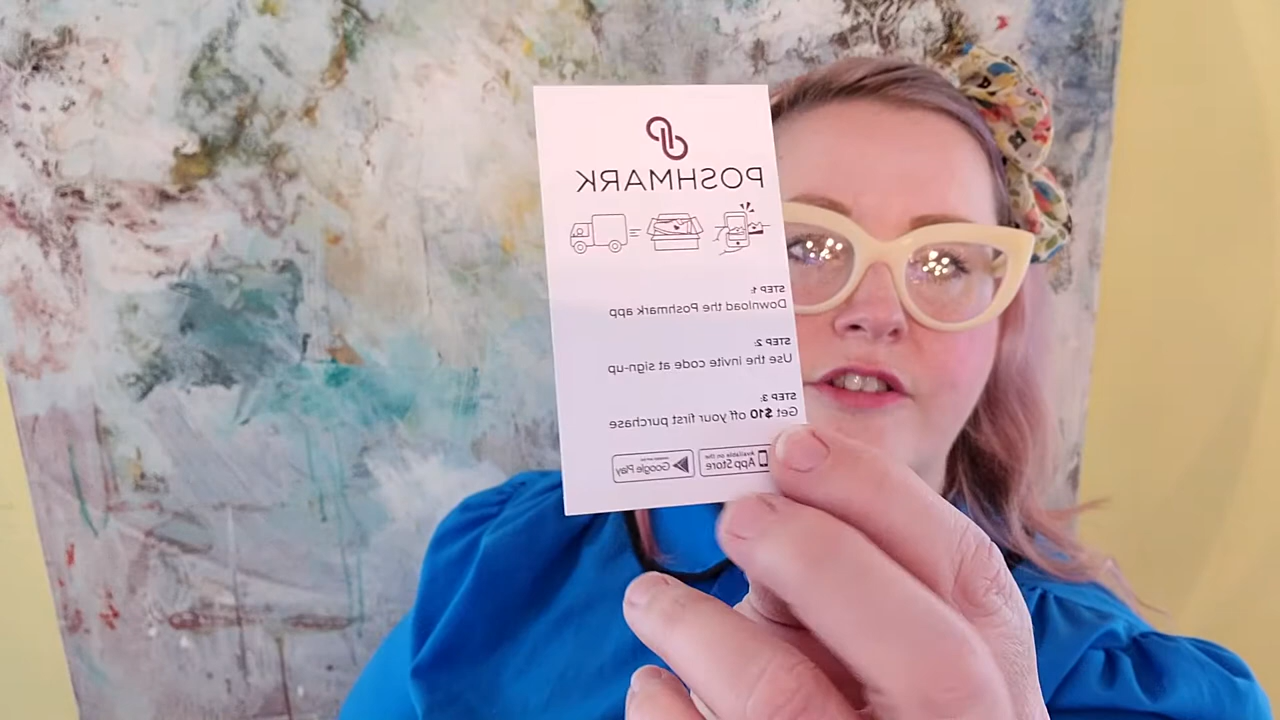 POSHMARK
STEP 1:
Download the Poshmark app
STEP 2:
Use the invite code at sign-up
STEP 3:
Get $10 off your first purchase
Available on the
App Store
Google Play